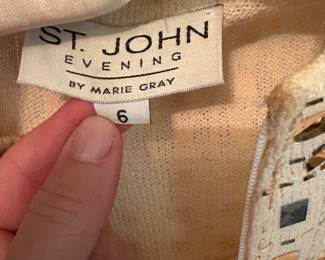 ST. JOHN
EVENING
BY MARIE GRAY
6